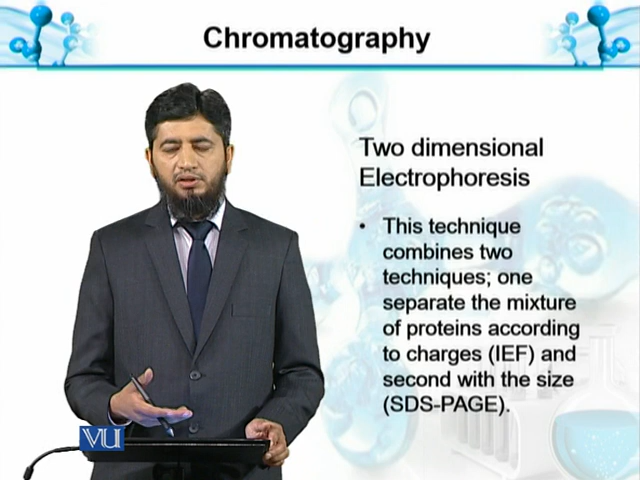 Chromatography
Two dimensional
Electrophoresis
• This technique
combines two
techniques; one
separate the mixture
of proteins according
to charges (IEF) and
second with the size
(SDS-PAGE).
VU